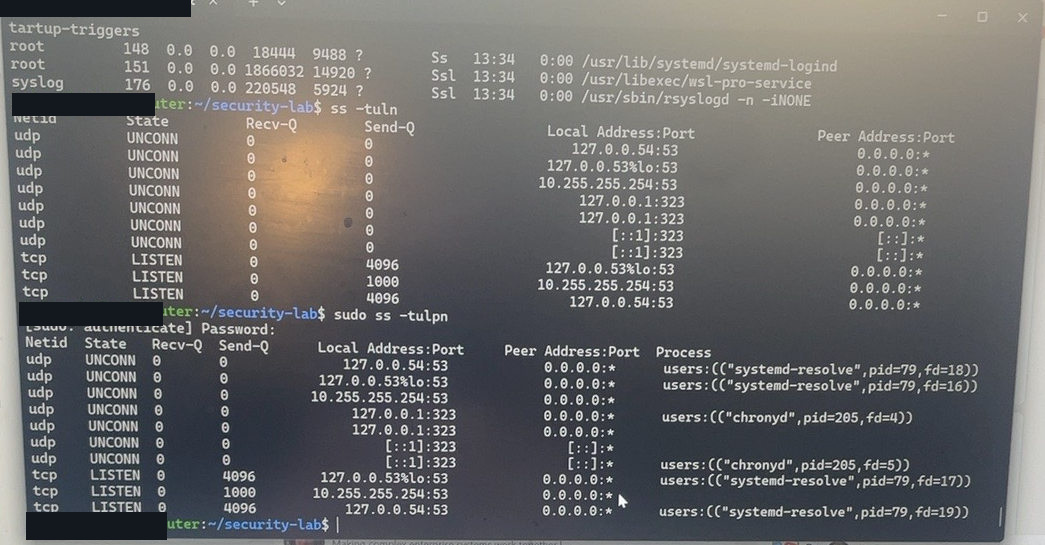 tartup-triggers
root 148 0.0 0.0 18444 9488 ? Ss 13:34 0:00 /usr/lib/systemd/systemd-logind
root 151 0.0 0.0 1866032 14920 ? Ssl 13:34 0:00 /usr/libexec/wsl-pro-service
syslog 176 0.0 0.0 220548 5924 ? Ssl 13:34 0:00 /usr/sbin/rsyslogd -n -iNONE
uter:~/security-lab$ ss -tuln
Netid State Recv-Q Send-Q Local Address:Port Peer Address:Port
udp UNCONN 0 0 127.0.0.54:53 0.0.0.0:*
udp UNCONN 0 0 127.0.0.53%lo:53 0.0.0.0:*
udp UNCONN 0 0 10.255.255.254:53 0.0.0.0:*
udp UNCONN 0 0 127.0.0.1:323 0.0.0.0:*
udp UNCONN 0 0 127.0.0.1:323 0.0.0.0:*
udp UNCONN 0 0 [::1]:323 [::]:*
udp UNCONN 0 0 [::1]:323 [::]:*
tcp LISTEN 0 4096 127.0.0.53%lo:53 0.0.0.0:*
tcp LISTEN 0 1000 10.255.255.254:53 0.0.0.0:*
tcp LISTEN 0 4096 127.0.0.54:53 0.0.0.0:*
uter:~/security-lab$ sudo ss -tulpn
[sudo: authenticate] Password:
Netid State Recv-Q Send-Q Local Address:Port Peer Address:Port Process
udp UNCONN 0 0 127.0.0.54:53 0.0.0.0:* users:(("systemd-resolve",pid=79,fd=18))
udp UNCONN 0 0 127.0.0.53%lo:53 0.0.0.0:* users:(("systemd-resolve",pid=79,fd=16))
udp UNCONN 0 0 10.255.255.254:53 0.0.0.0:*
udp UNCONN 0 0 127.0.0.1:323 0.0.0.0:* users:(("chronyd",pid=205,fd=4))
udp UNCONN 0 0 127.0.0.1:323 0.0.0.0:*
udp UNCONN 0 0 [::1]:323 [::]:*
udp UNCONN 0 0 [::1]:323 [::]:* users:(("chronyd",pid=205,fd=5))
tcp LISTEN 0 4096 127.0.0.53%lo:53 0.0.0.0:* users:(("systemd-resolve",pid=79,fd=17))
tcp LISTEN 0 1000 10.255.255.254:53 0.0.0.0:*
tcp LISTEN 0 4096 127.0.0.54:53 0.0.0.0:* users:(("systemd-resolve",pid=79,fd=19))
uter:~/security-lab$
Making complex enterprise systems work together!